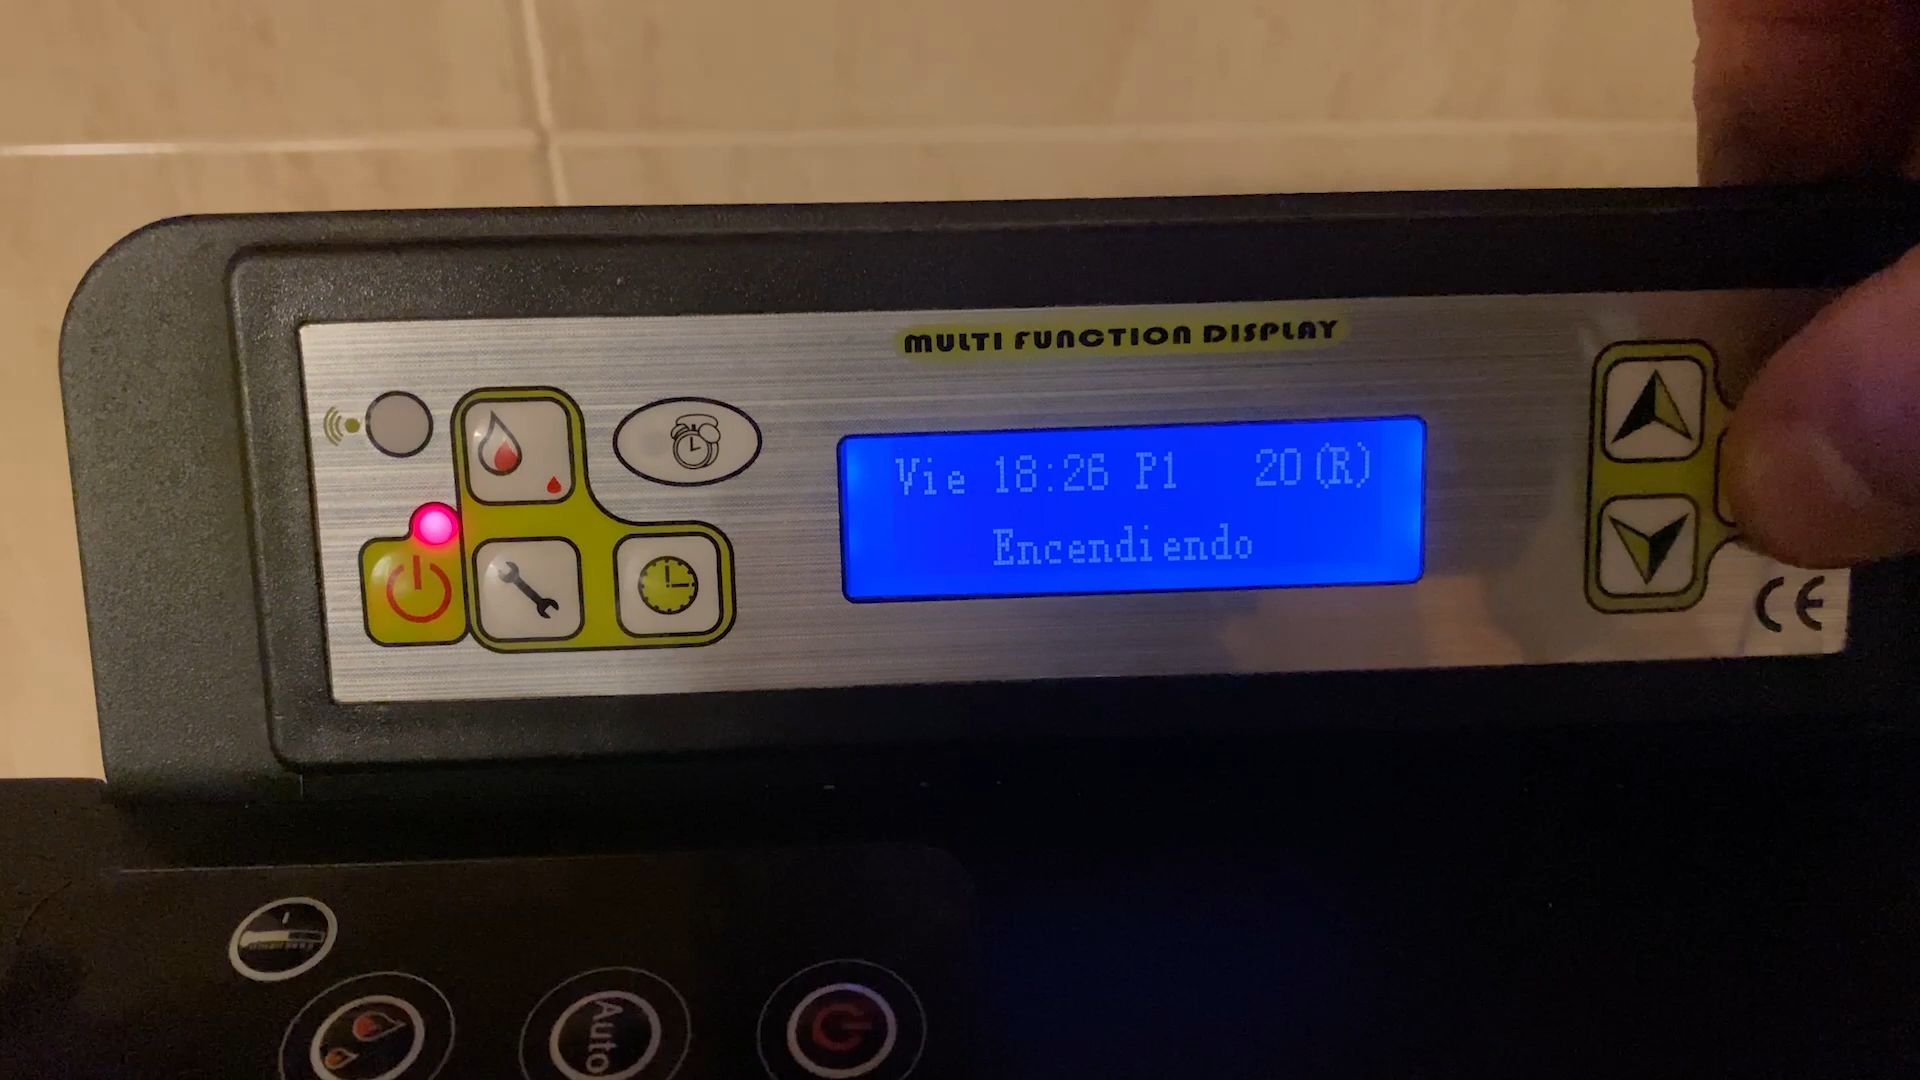 MULTI FUNCTION DISPLAY
Vie 18:26 P1 20(R)
Encendiendo
CE
Auto